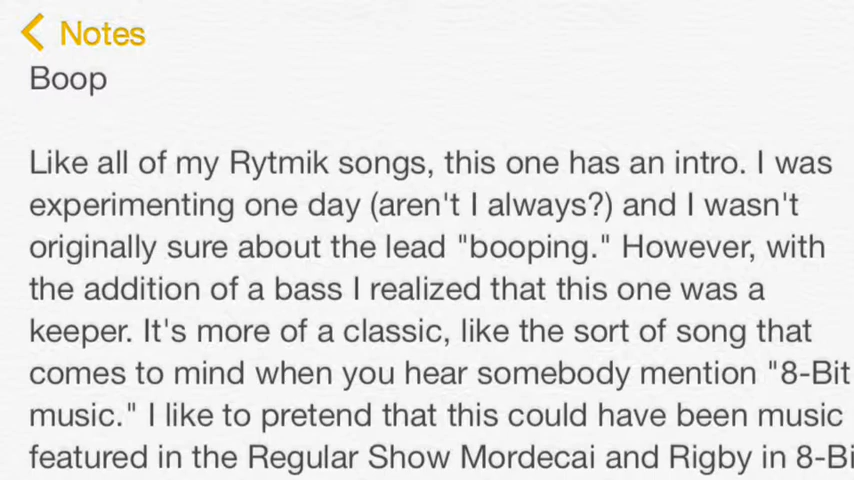 Notes
Boop
Like all of my Rytmik songs, this one has an intro. I was
experimenting one day (aren't I always?) and I wasn't
originally sure about the lead "booping." However, with
the addition of a bass I realized that this one was a
keeper. It's more of a classic, like the sort of song that
comes to mind when you hear somebody mention "8-Bit
music." I like to pretend that this could have been music
featured in the Regular Show Mordecai and Rigby in 8-Bi